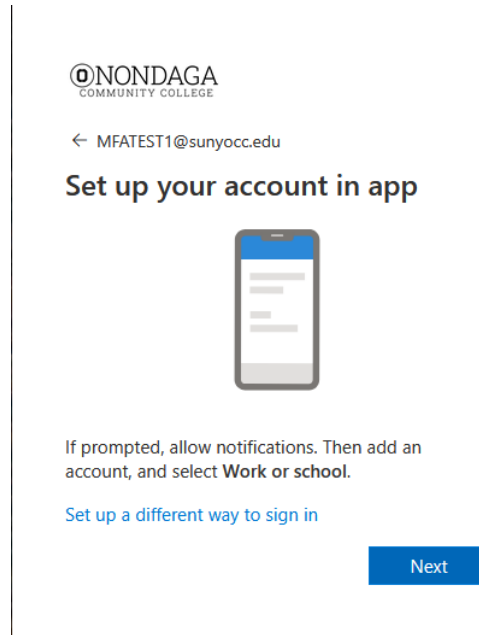 ONONDAGA
COMMUNITY COLLEGE
← MFATEST1@sunyocc.edu
Set up your account in app
If prompted, allow notifications. Then add an
account, and select Work or school.
Set up a different way to sign in
Next